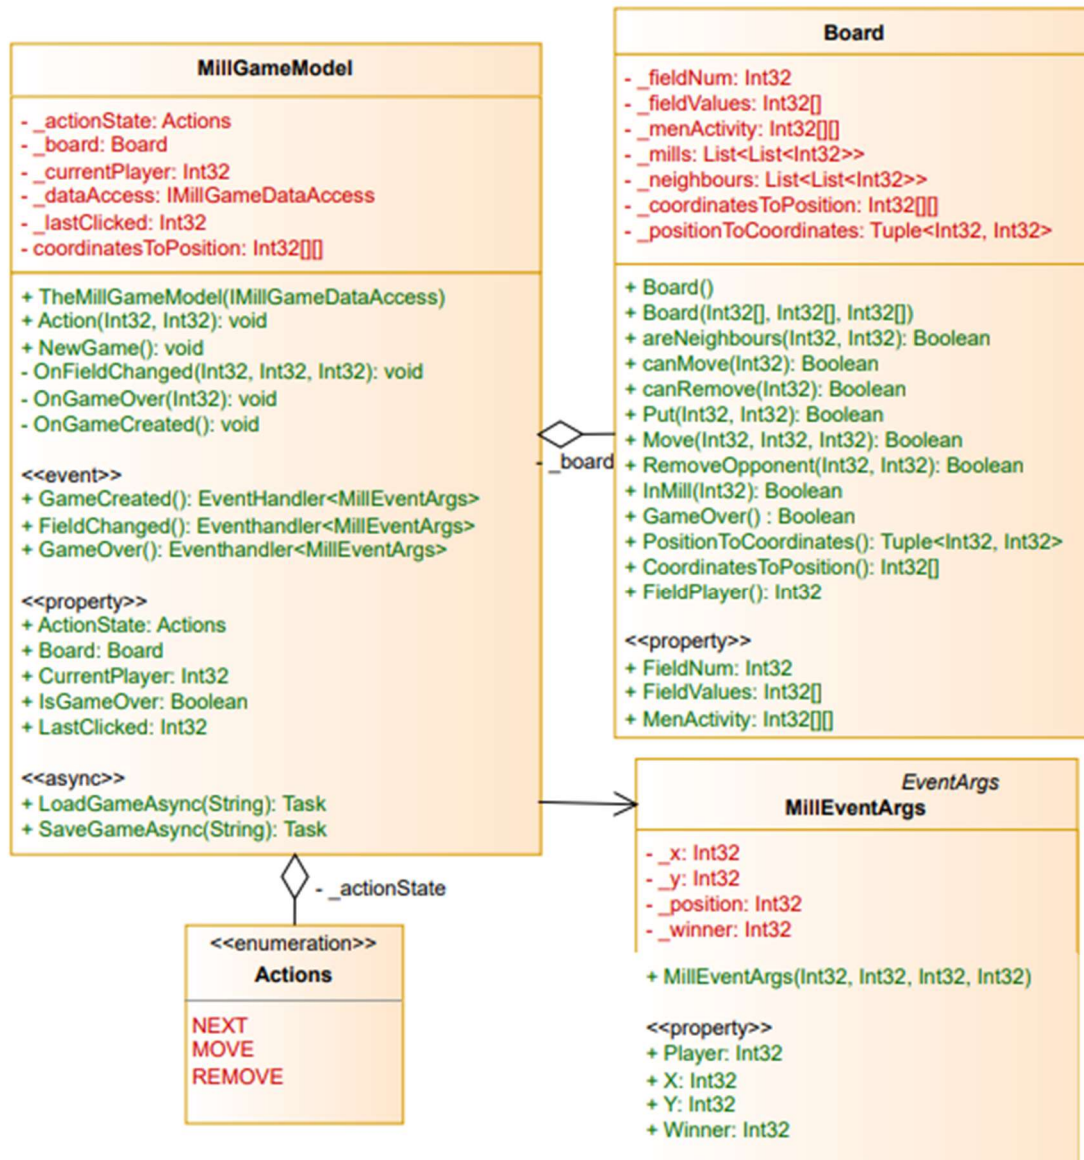 MillGameModel
- _actionState: Actions
- _board: Board
- _currentPlayer: Int32
- _dataAccess: IMillGameDataAccess
- _lastClicked: Int32
- coordinatesToPosition: Int32[][]
+ TheMillGameModel(IMillGameDataAccess)
+ Action(Int32, Int32): void
+ NewGame(): void
- OnFieldChanged(Int32, Int32, Int32): void
- OnGameOver(Int32): void
- OnGameCreated(): void
<<event>>
+ GameCreated(): EventHandler<MillEventArgs>
+ FieldChanged(): Eventhandler<MillEventArgs>
+ GameOver(): Eventhandler<MillEventArgs>
<<property>>
+ ActionState: Actions
+ Board: Board
+ CurrentPlayer: Int32
+ IsGameOver: Boolean
+ LastClicked: Int32
<<async>>
+ LoadGameAsync(String): Task
+ SaveGameAsync(String): Task
- _board
Board
- _fieldNum: Int32
- _fieldValues: Int32[]
- _menActivity: Int32[][]
- _mills: List<List<Int32>>
- _neighbours: List<List<Int32>>
- _coordinatesToPosition: Int32[][]
- _positionToCoordinates: Tuple<Int32, Int32>
+ Board()
+ Board(Int32[], Int32[], Int32[])
+ areNeighbours(Int32, Int32): Boolean
+ canMove(Int32): Boolean
+ canRemove(Int32): Boolean
+ Put(Int32, Int32): Boolean
+ Move(Int32, Int32, Int32): Boolean
+ RemoveOpponent(Int32, Int32): Boolean
+ InMill(Int32): Boolean
+ GameOver() : Boolean
+ PositionToCoordinates(): Tuple<Int32, Int32>
+ CoordinatesToPosition(): Int32[]
+ FieldPlayer(): Int32
<<property>>
+ FieldNum: Int32
+ FieldValues: Int32[]
+ MenActivity: Int32[][]
- _actionState
<<enumeration>>
Actions
NEXT
MOVE
REMOVE
EventArgs
MillEventArgs
- _x: Int32
- _y: Int32
- _position: Int32
- _winner: Int32
+ MillEventArgs(Int32, Int32, Int32, Int32)
<<property>>
+ Player: Int32
+ X: Int32
+ Y: Int32
+ Winner: Int32